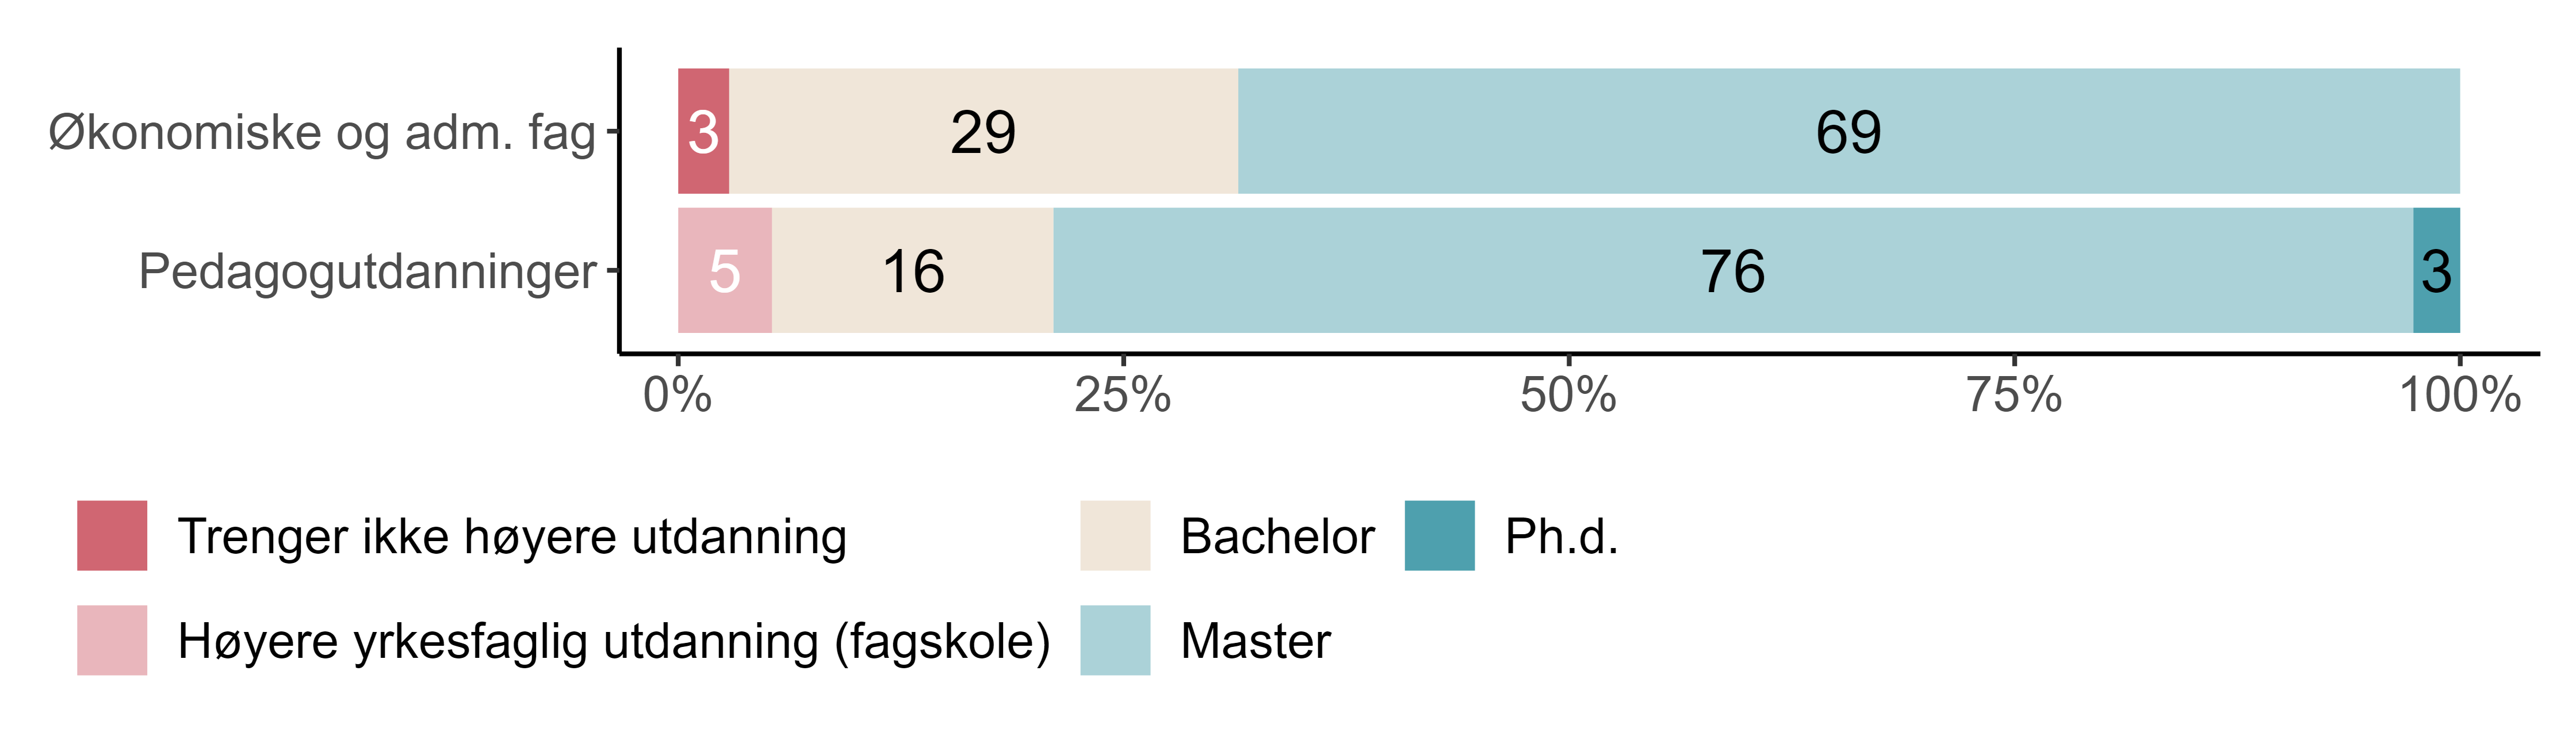 Økonomiske og adm. fag 3 29 69
Pedagogutdanninger 5 16 76 3
0% 25% 50% 75% 100%
Trenger ikke høyere utdanning Bachelor Ph.d.
Høyere yrkesfaglig utdanning (fagskole) Master